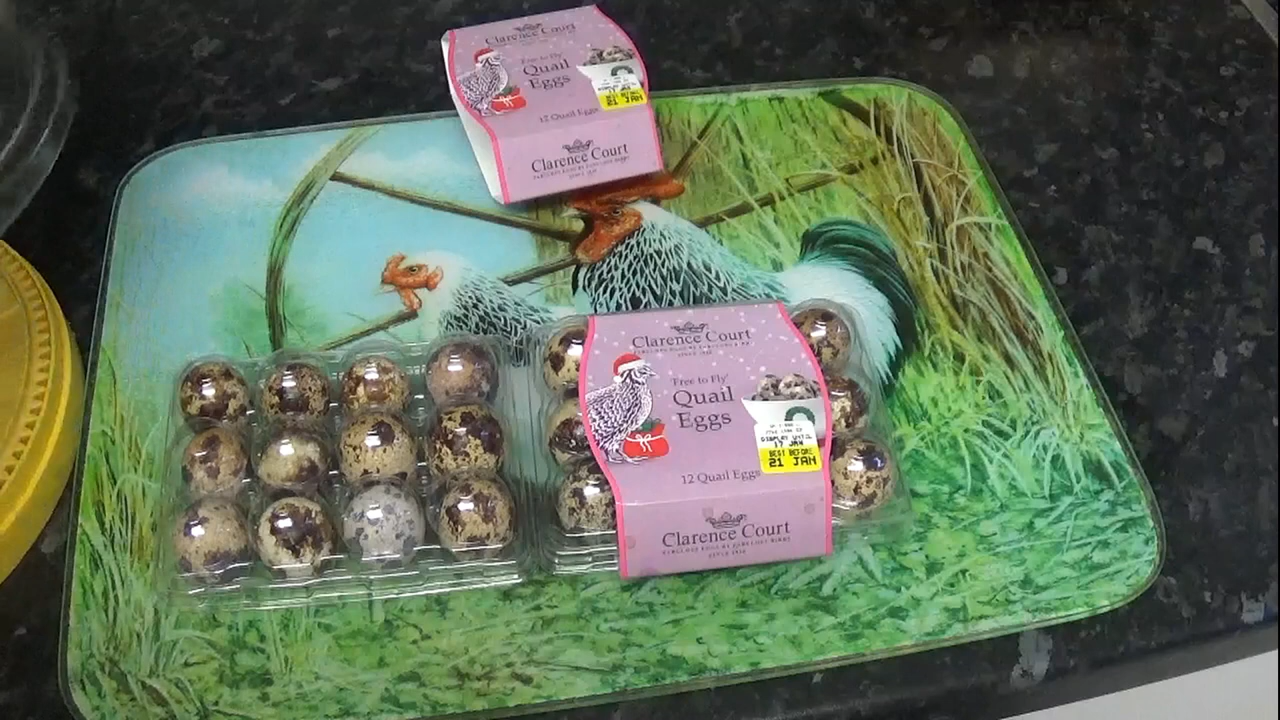 Clarence Court
'Free to Fly'
Quail
Eggs
BEST BEFORE
21 JAN
12 Quail Eggs
Clarence Court
Clarence Court
'Free to Fly'
Quail
Eggs
DISPLAY UNTIL
17 JAN
BEST BEFORE
21 JAN
12 Quail Eggs
Clarence Court